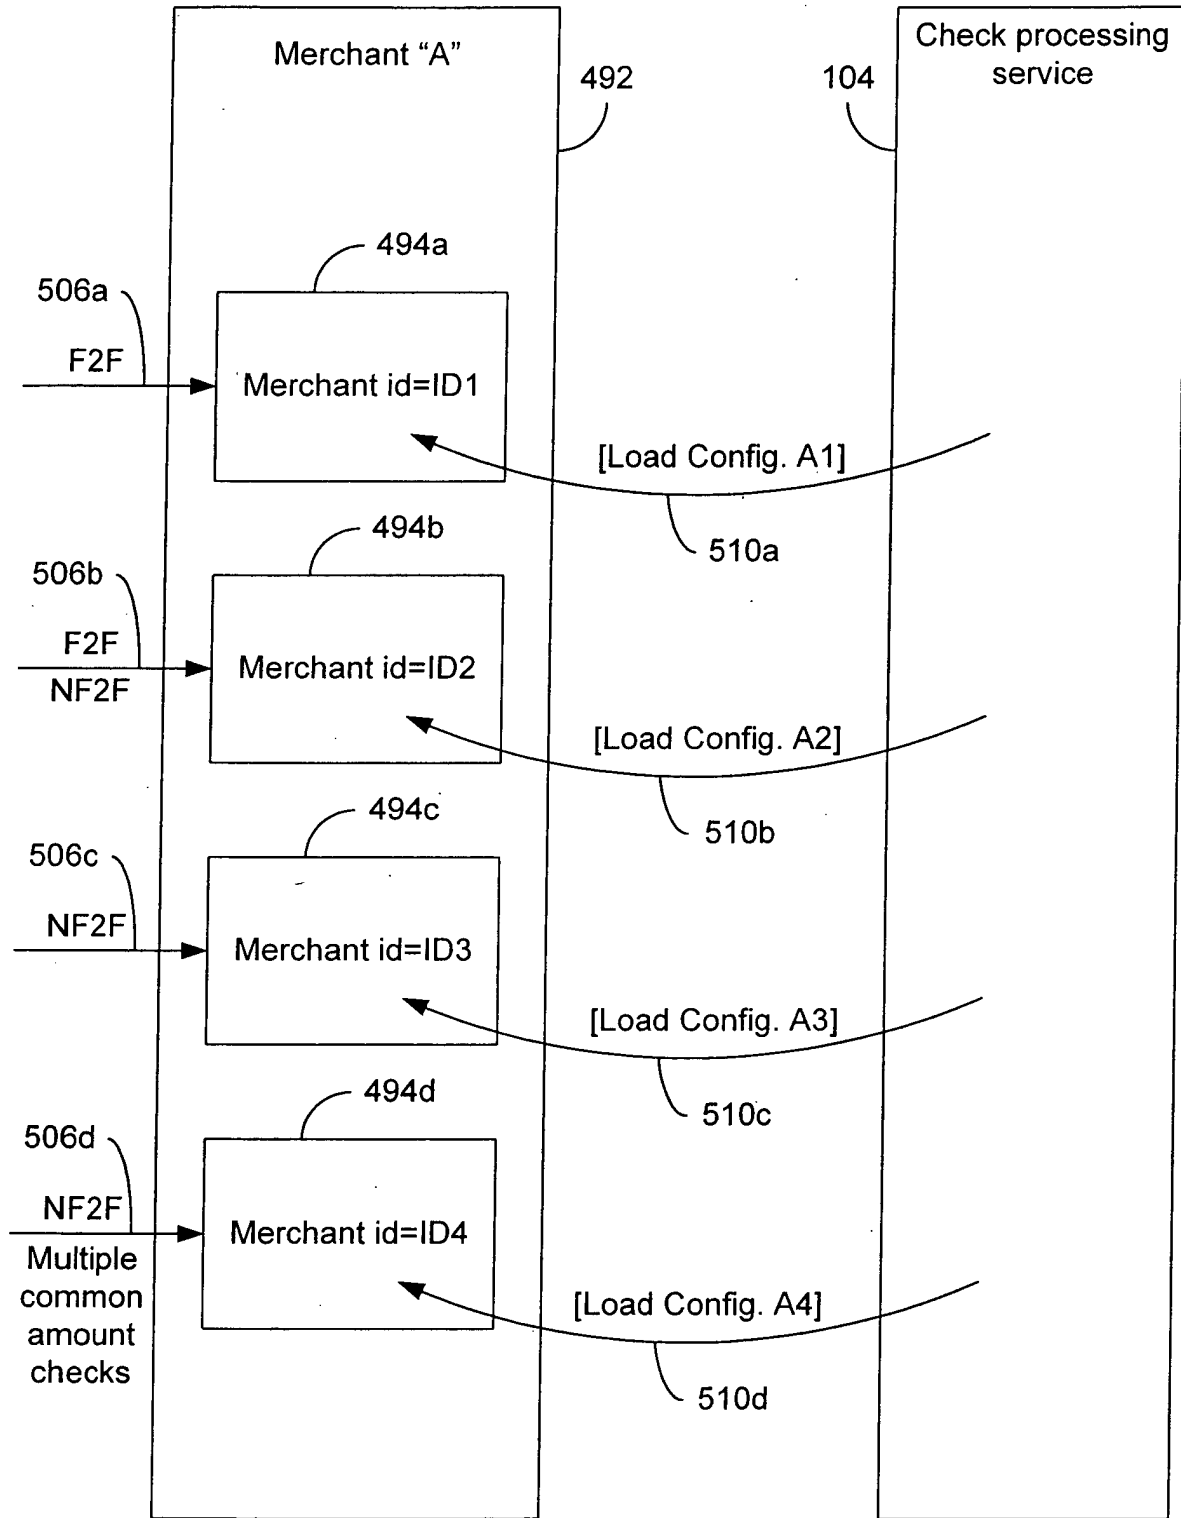 Merchant “A”
Check processing
service
492
104
494a
506a
F2F
Merchant id=ID1
[Load Config. A1]
510a
494b
506b
F2F
NF2F
Merchant id=ID2
[Load Config. A2]
510b
494c
506c
NF2F
Merchant id=ID3
[Load Config. A3]
510c
494d
506d
NF2F
Multiple
common
amount
checks
Merchant id=ID4
[Load Config. A4]
510d